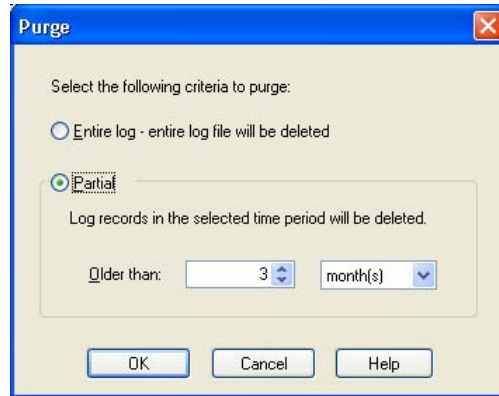 Purge
Select the following criteria to purge:
Entire log - entire log file will be deleted
Partial
Log records in the selected time period will be deleted.
Older than: 3 month(s)
OK Cancel Help